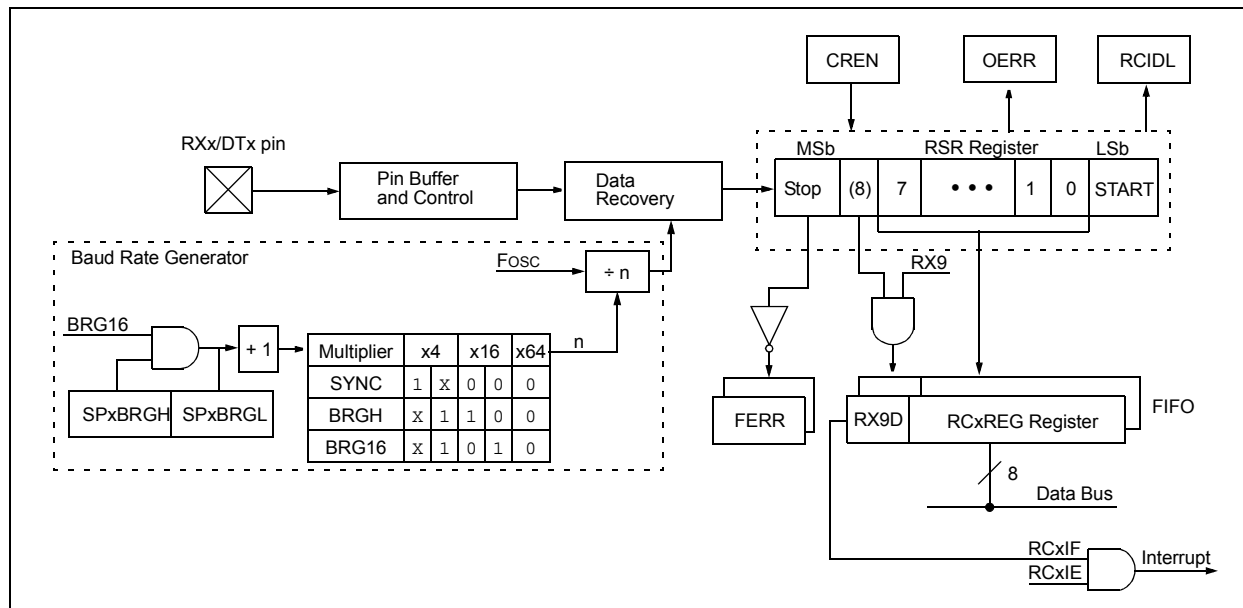 CREN OERR RCIDL
RXx/DTx pin
MSb RSR Register LSb
Pin Buffer
and Control
Data
Recovery
Stop (8) 7 • • • 1 0 START
Baud Rate Generator
FOSC
÷ n
RX9
BRG16
+ 1
n
Multiplier x4 x16 x64
SYNC 1 X 0 0 0
BRGH X 1 1 0 0
BRG16 X 1 0 1 0
SPxBRGH SPxBRGL
FERR
RX9D RCxREG Register
FIFO
8
Data Bus
RCxIF
RCxIE
Interrupt